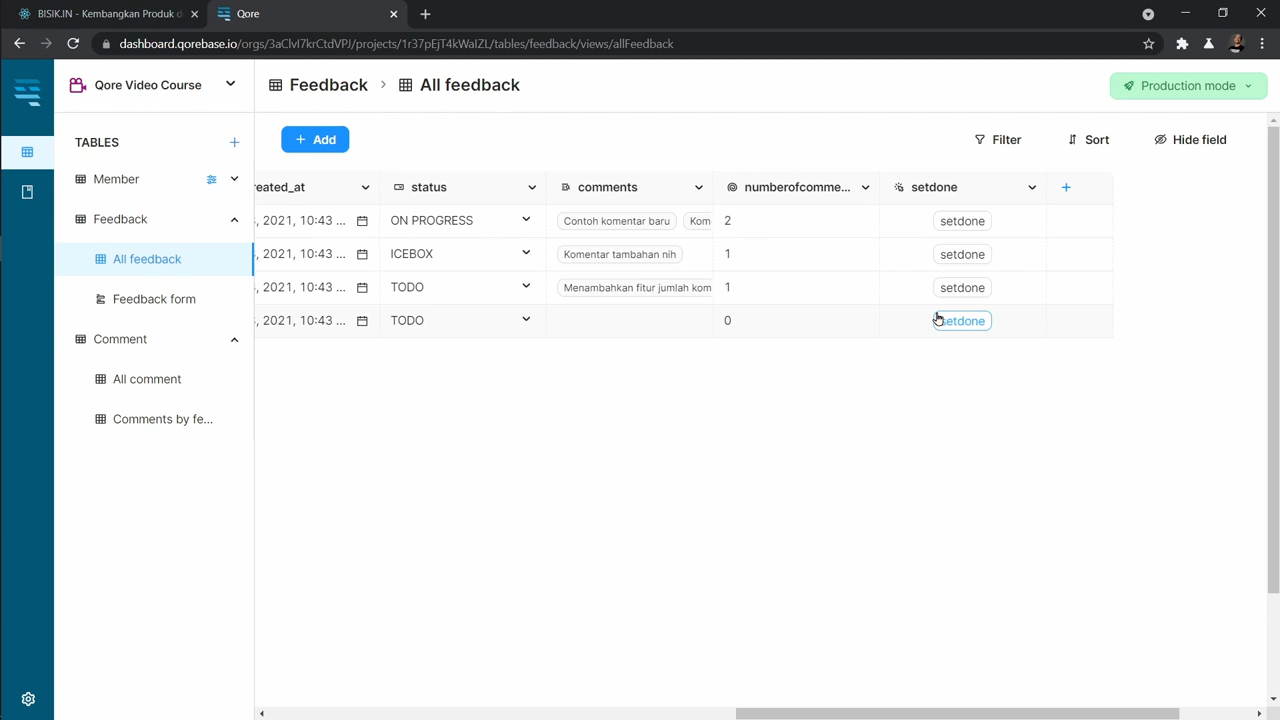 BISIK.IN - Kembangkan Produk d
Qore
dashboard.qorebase.io/orgs/3aClvI7krCtdVPJ/projects/1r37pEjT4kWaIZL/tables/feedback/views/allFeedback
Qore Video Course
Feedback > All feedback
Production mode
TABLES
+ Add
Filter
Sort
Hide field
Member
Feedback
All feedback
Feedback form
Comment
All comment
Comments by fe...
eated_at
status
comments
numberofcomme...
setdone
, 2021, 10:43 ...
ON PROGRESS
Contoh komentar baru
Kom
2
setdone
, 2021, 10:43 ...
ICEBOX
Komentar tambahan nih
1
setdone
, 2021, 10:43 ...
TODO
Menambahkan fitur jumlah kom
1
setdone
, 2021, 10:43 ...
TODO
0
setdone